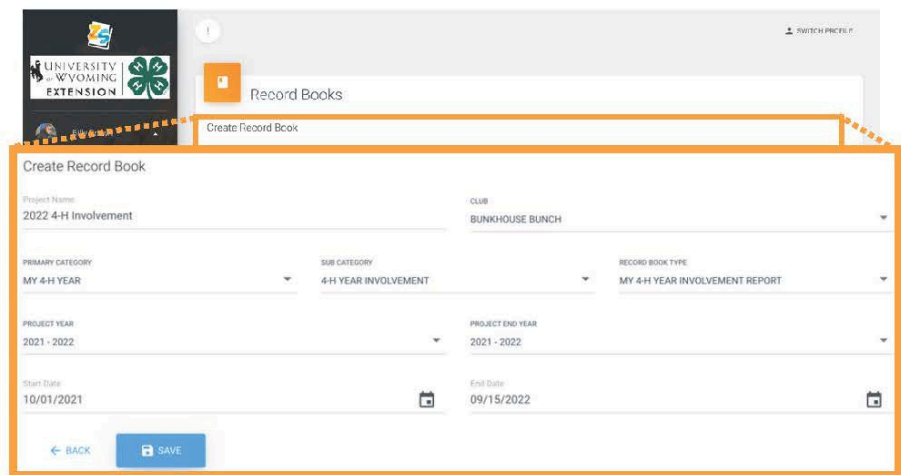 SWITCH PROFILE
UNIVERSITY
OF WYOMING
EXTENSION
H H H H
Record Books
Create Record Book
Create Record Book
Project Name
2022 4-H Involvement
CLUB
BUNKHOUSE BUNCH
PRIMARY CATEGORY
MY 4-H YEAR
SUB CATEGORY
4-H YEAR INVOLVEMENT
RECORD BOOK TYPE
MY 4-H YEAR INVOLVEMENT REPORT
PROJECT YEAR
2021 - 2022
PROJECT END YEAR
2021 - 2022
Start Date
10/01/2021
End Date
09/15/2022
BACK
SAVE